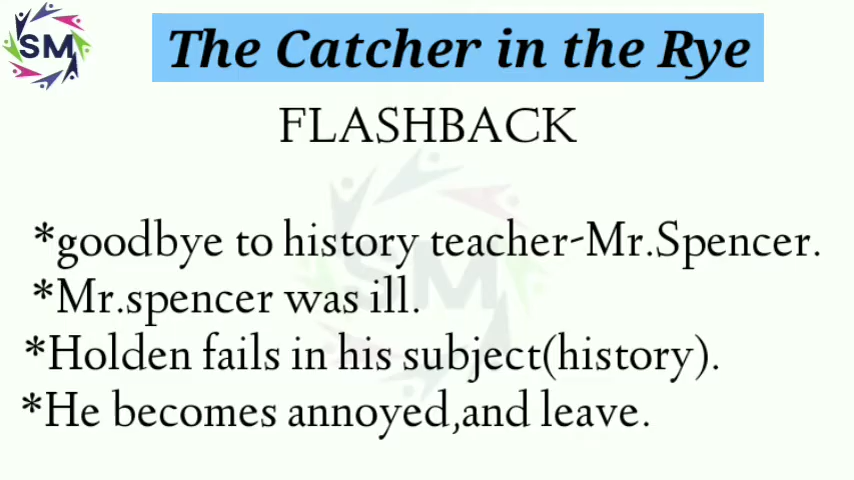 SM
The Catcher in the Rye
FLASHBACK
*goodbye to history teacher-Mr.Spencer.
*Mr.spencer was ill.
SM
*Holden fails in his subject(history).
*He becomes annoyed,and leave.